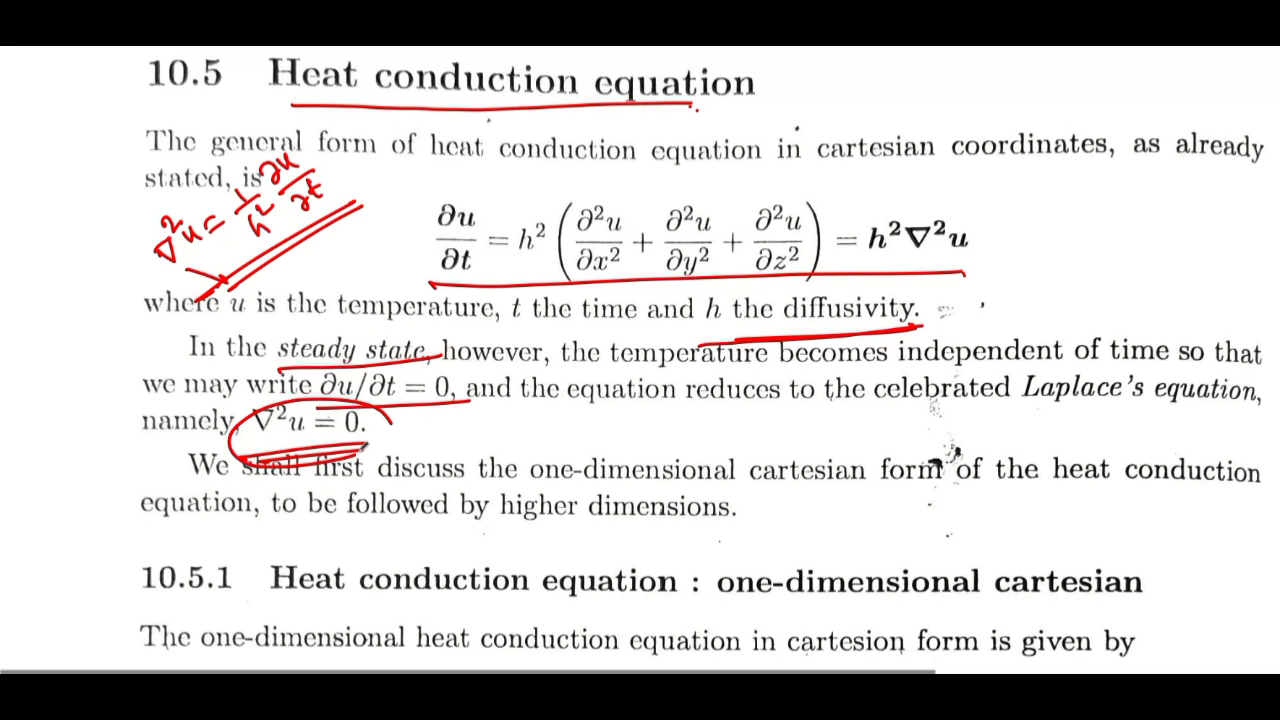 10.5 Heat conduction equation
The general form of heat conduction equation in cartesian coordinates, as already
stated, is
∇²u = 1/h² ∂u/∂t
∂u/∂t = h² (∂²u/∂x² + ∂²u/∂y² + ∂²u/∂z²) = h²∇²u
where u is the temperature, t the time and h the diffusivity.
In the steady state, however, the temperature becomes independent of time so that
we may write ∂u/∂t = 0, and the equation reduces to the celebrated Laplace's equation,
namely, ∇²u = 0.
We shall first discuss the one-dimensional cartesian form of the heat conduction
equation, to be followed by higher dimensions.
10.5.1 Heat conduction equation : one-dimensional cartesian
The one-dimensional heat conduction equation in cartesion form is given by